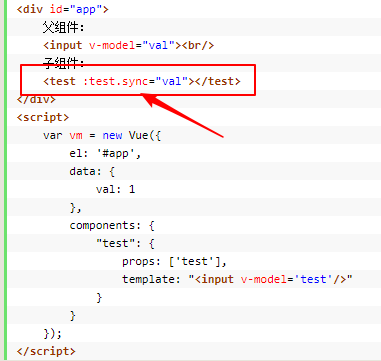 <div id="app">
父组件:
<input v-model="val"><br/>
子组件:
<test :test.sync="val"></test>
</div>
<script>
var vm = new Vue({
el: '#app',
data: {
val: 1
},
components: {
"test": {
props: ['test'],
template: "<input v-model='test'/>"
}
}
});
</script>